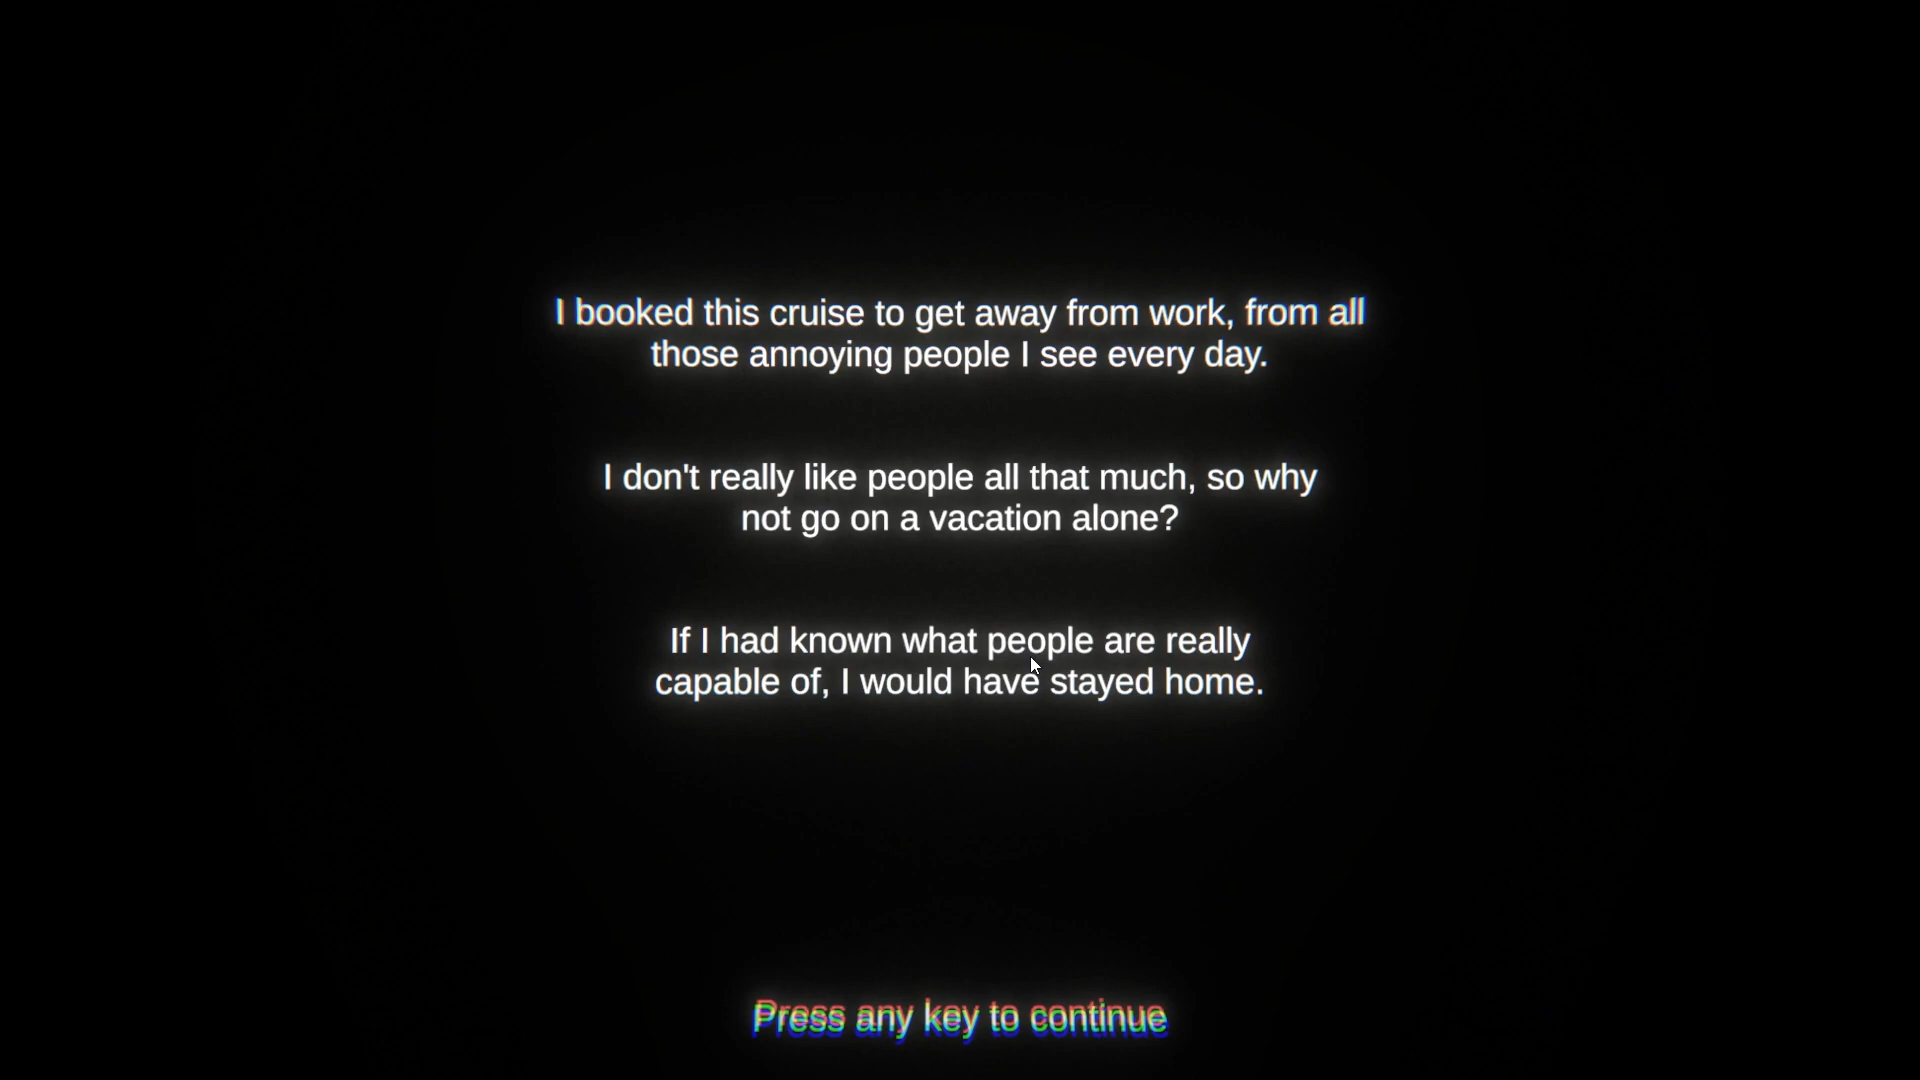 I booked this cruise to get away from work, from all
those annoying people I see every day.
I don't really like people all that much, so why
not go on a vacation alone?
If I had known what people are really
capable of, I would have stayed home.
Press any key to continue